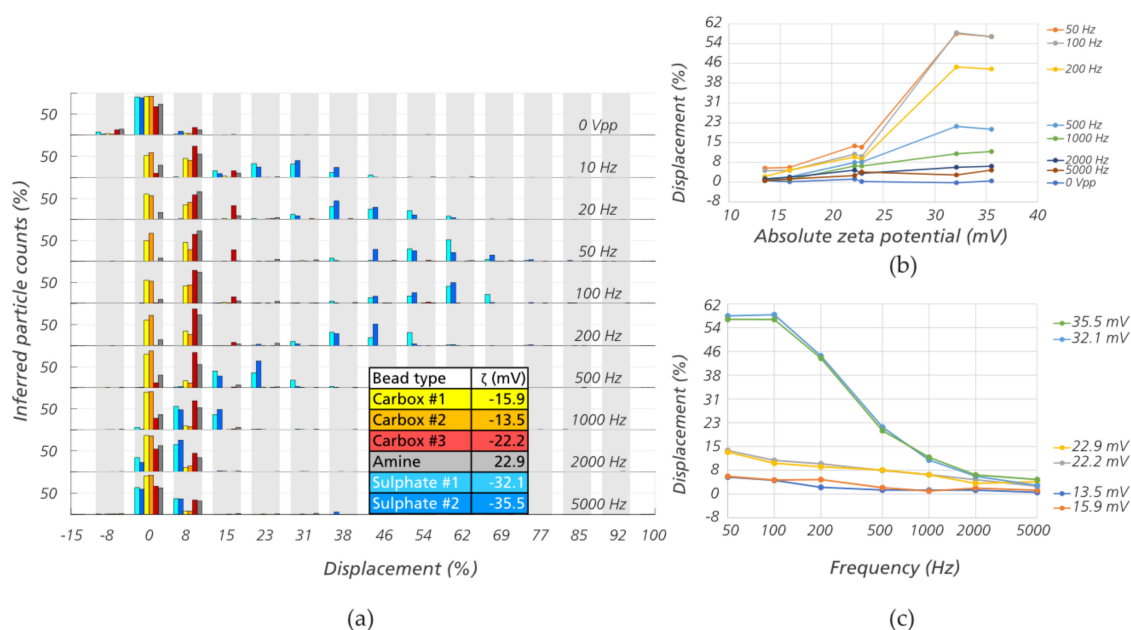 50
0 Vpp
50
10 Hz
50
20 Hz
50
50 Hz
50
100 Hz
50
200 Hz
50
500 Hz
50
1000 Hz
50
2000 Hz
50
5000 Hz
Inferred particle counts (%)
Bead type ζ (mV)
Carbox #1 -15.9
Carbox #2 -13.5
Carbox #3 -22.2
Amine 22.9
Sulphate #1 -32.1
Sulphate #2 -35.5
-15 -8 0 8 15 23 31 38 46 54 62 69 77 85 92 100
Displacement (%)
(a)
62
54
46
38
31
23
15
8
0
-8
Displacement (%)
10 15 20 25 30 35 40
Absolute zeta potential (mV)
50 Hz
100 Hz
200 Hz
500 Hz
1000 Hz
2000 Hz
5000 Hz
0 Vpp
(b)
62
54
46
38
31
23
15
8
0
-8
Displacement (%)
50 100 200 500 1000 2000 5000
Frequency (Hz)
35.5 mV
32.1 mV
22.9 mV
22.2 mV
13.5 mV
15.9 mV
(c)